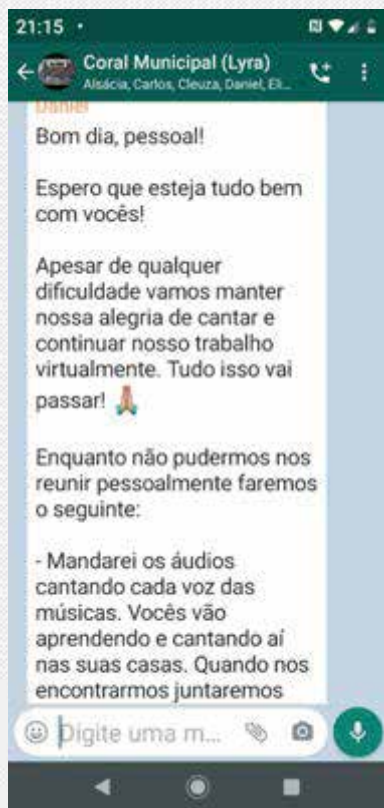 21:15
Coral Municipal (Lyra)
Alsácia, Carlos, Cleuza, Daniel, Eli...
Daniel
Bom dia, pessoal!
Espero que esteja tudo bem
com vocês!
Apesar de qualquer
dificuldade vamos manter
nossa alegria de cantar e
continuar nosso trabalho
virtualmente. Tudo isso vai
passar! 🙏
Enquanto não pudermos nos
reunir pessoalmente faremos
o seguinte:
- Mandarei os áudios
cantando cada voz das
músicas. Vocês vão
aprendendo e cantando aí
nas suas casas. Quando nos
encontrarmos juntaremos
Digite uma m...